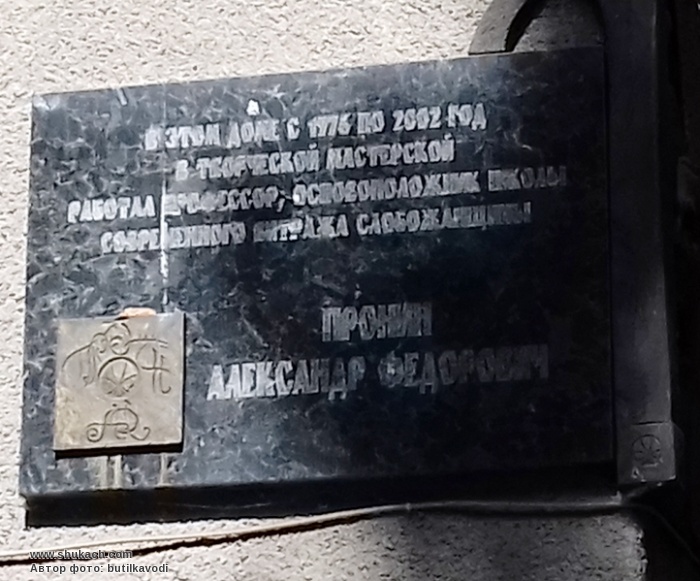 В ЭТОМ ДОМЕ С 1976 ПО 2002 ГОД
В ТВОРЧЕСКОЙ МАСТЕРСКОЙ
РАБОТАЛ ПРОФЕССОР, ОСНОВОПОЛОЖНИК ШКОЛЫ
СОВРЕМЕННОГО ВИТРАЖА СЛОБОЖАНЩИНЫ
ПРОНИН
АЛЕКСАНДР ФЕДОРОВИЧ
www.shukach.com
Автор фото: butilkavodi